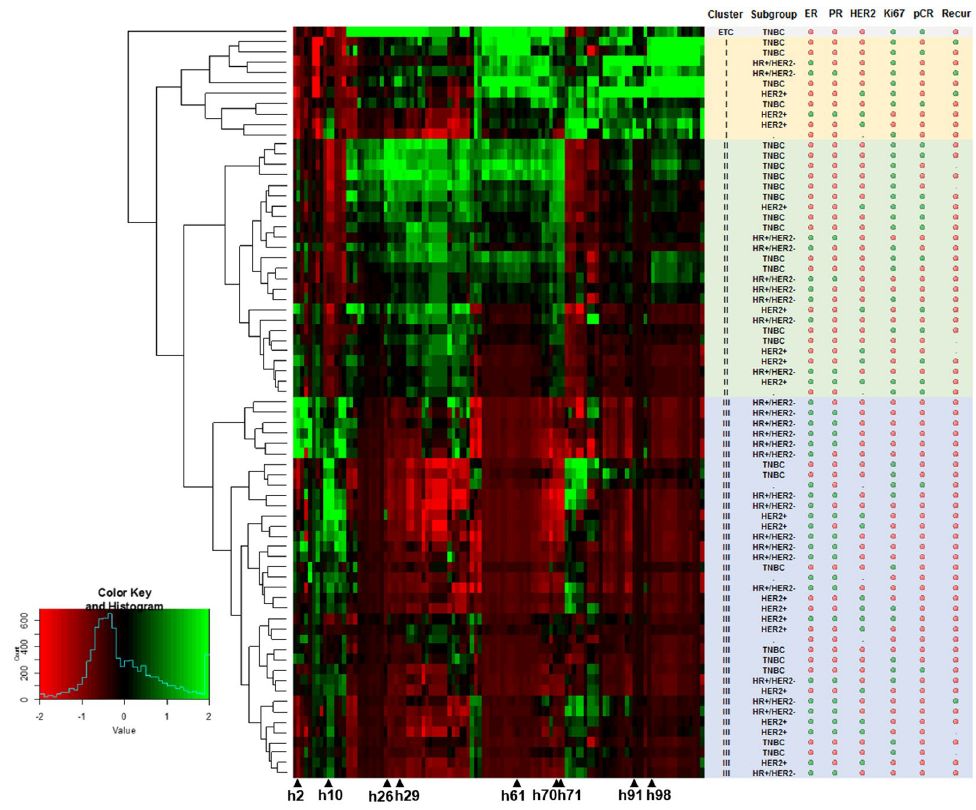 Cluster Subgroup ER PR HER2 Ki67 pCR Recur
ETC TNBC
I TNBC
I TNBC
I HR+/HER2-
I HR+/HER2-
I TNBC
I HER2+
I TNBC
I HER2+
I HER2+
I . .
II TNBC
II TNBC
II TNBC .
II TNBC
II TNBC .
II TNBC
II HER2+
II TNBC
II TNBC
II HR+/HER2-
II HR+/HER2-
II TNBC
II TNBC
II HR+/HER2-
II HR+/HER2-
II HR+/HER2-
II HER2+
II HR+/HER2-
II TNBC
II TNBC .
II HER2+ .
II HER2+
II HR+/HER2-
II HER2+
II . .
III HR+/HER2-
III HR+/HER2-
III HR+/HER2-
III HR+/HER2-
III HR+/HER2-
III HR+/HER2-
III TNBC
III TNBC
III . .
III HR+/HER2-
III HR+/HER2-
III HER2+
III HER2+
III HR+/HER2-
III HR+/HER2-
III HR+/HER2-
III TNBC
III . .
III HR+/HER2-
III HER2+
III HER2+
III HER2+
III HER2+
III . .
III TNBC
III TNBC
III TNBC
III HR+/HER2-
III HER2+
III HR+/HER2-
III HR+/HER2-
III HER2+
III HER2+ .
III TNBC
III TNBC .
III HER2+
III HR+/HER2-
Color Key
and Histogram
Count
0 200 400 600
-2 -1 0 1 2
Value
h2 h10 h26 h29 h61 h70 h71 h91 h98